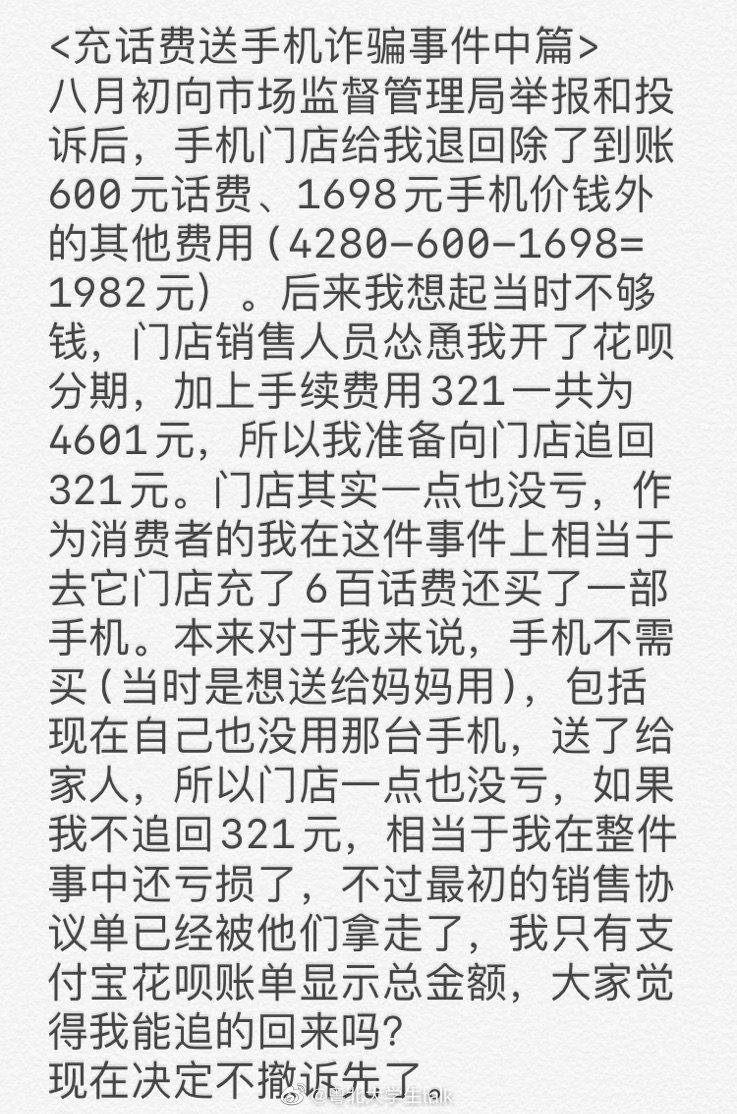 <充话费送手机诈骗事件中篇>
八月初向市场监督管理局举报和投
诉后，手机门店给我退回除了到账
600元话费、1698元手机价钱外
的其他费用(4280-600-1698=
1982元）。后来我想起当时不够
钱，门店销售人员怂恿我开了花呗
分期，加上手续费用321一共为
4601元，所以我准备向门店追回
321元。门店其实一点也没亏，作
为消费者的我在这件事件上相当于
去它门店充了6百话费还买了一部
手机。本来对于我来说，手机不需
买(当时是想送给妈妈用)，包括
现在自己也没用那台手机，送了给
家人，所以门店一点也没亏，如果
我不追回321元，相当于我在整件
事中还亏损了，不过最初的销售协
议单已经被他们拿走了，我只有支
付宝花呗账单显示总金额，大家觉
得我能追的回来吗？
现在决定不撤诉先了。
@粤北大学生talk